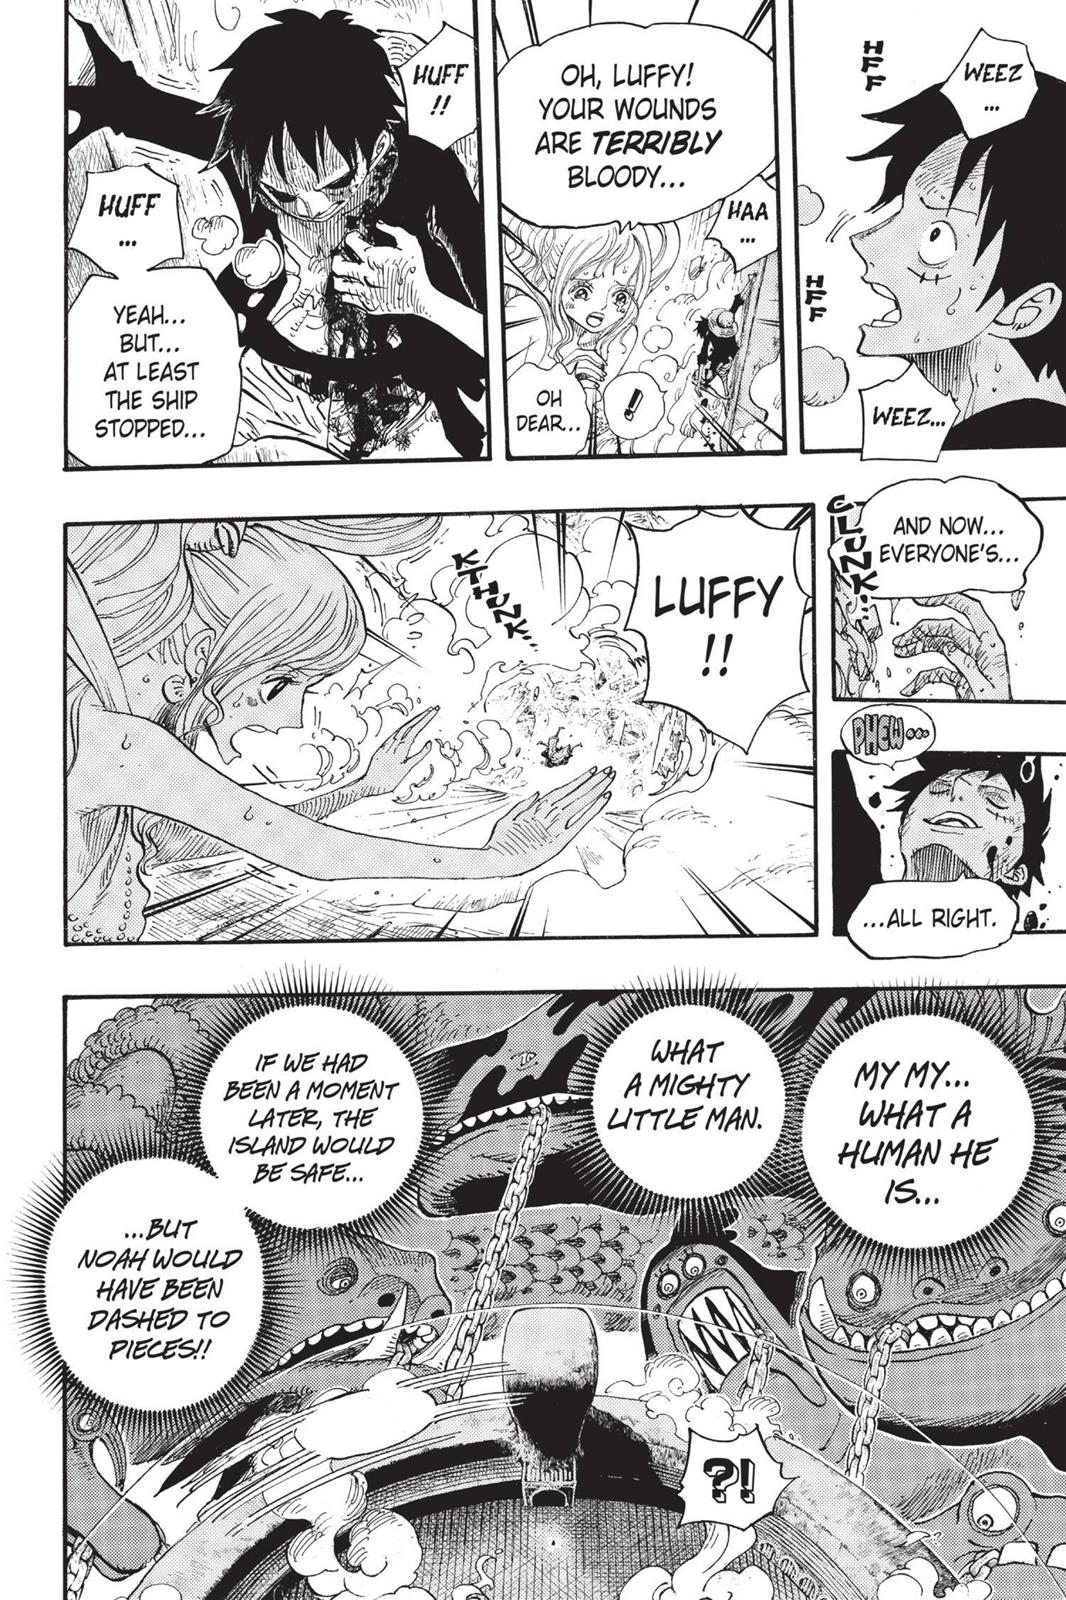 HFF
WEEZ
...
HFF
WEEZ...
OH, LUFFY!
YOUR WOUNDS
ARE TERRIBLY
BLOODY...
HAA
...
OH
DEAR...
!
HUFF
!!
HUFF
...
YEAH...
BUT...
AT LEAST
THE SHIP
STOPPED...
AND NOW...
EVERYONE'S...
CLUNK...
PHEW...
...ALL RIGHT.
LUFFY
!!
KTHUNK...
MY MY...
WHAT A
HUMAN HE
IS...
WHAT
A MIGHTY
LITTLE MAN.
IF WE HAD
BEEN A MOMENT
LATER, THE
ISLAND WOULD
BE SAFE...
...BUT
NOAH WOULD
HAVE BEEN
DASHED TO
PIECES!!
?!